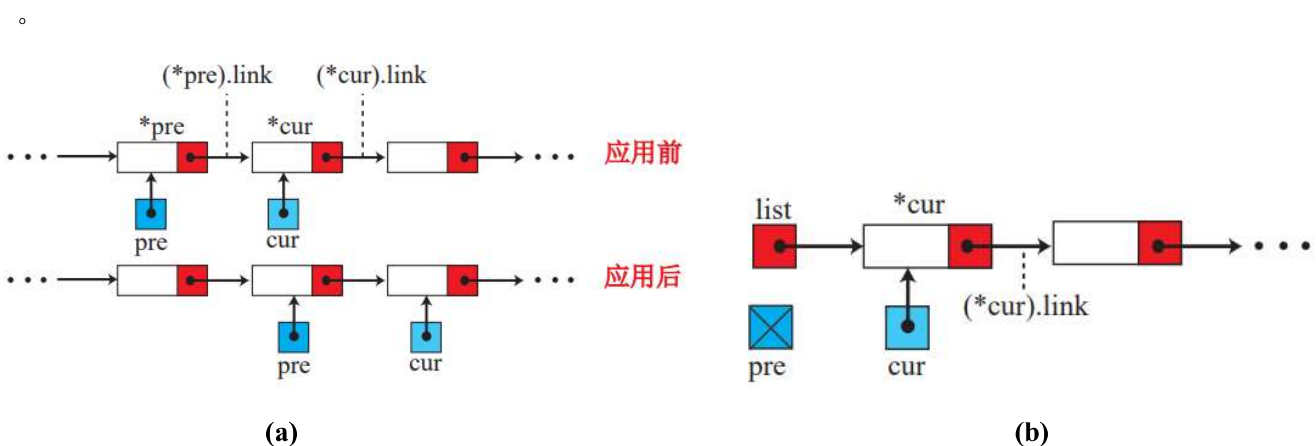 。
(*pre).link (*cur).link
*pre *cur
• • • • • • 应用前
pre cur
• • • • • • 应用后
pre cur
(a)
list *cur
• • •
(*cur).link
pre cur
(b)